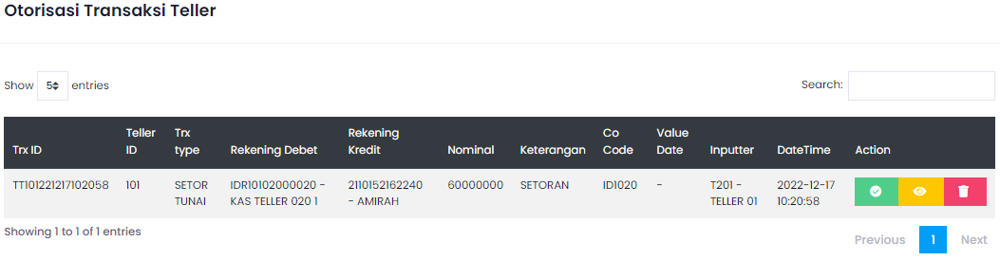 Otorisasi Transaksi Teller
Show 5 entries Search:
Trx ID Teller ID Trx type Rekening Debet Rekening Kredit Nominal Keterangan Co Code Value Date Inputter DateTime Action
TT101221217102058 101 SETOR TUNAI IDR10102000020 - KAS TELLER 020 1 2110152162240 - AMIRAH 60000000 SETORAN ID1020 - T201 - TELLER 01 2022-12-17 10:20:58
Showing 1 to 1 of 1 entries Previous 1 Next